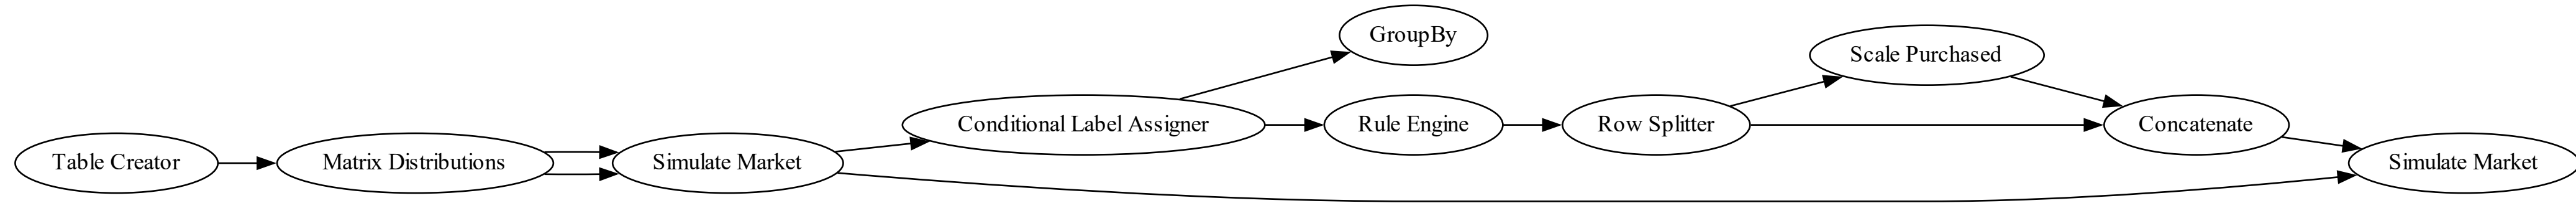 Table Creator
Matrix Distributions
Simulate Market
Conditional Label Assigner
GroupBy
Rule Engine
Row Splitter
Scale Purchased
Concatenate
Simulate Market